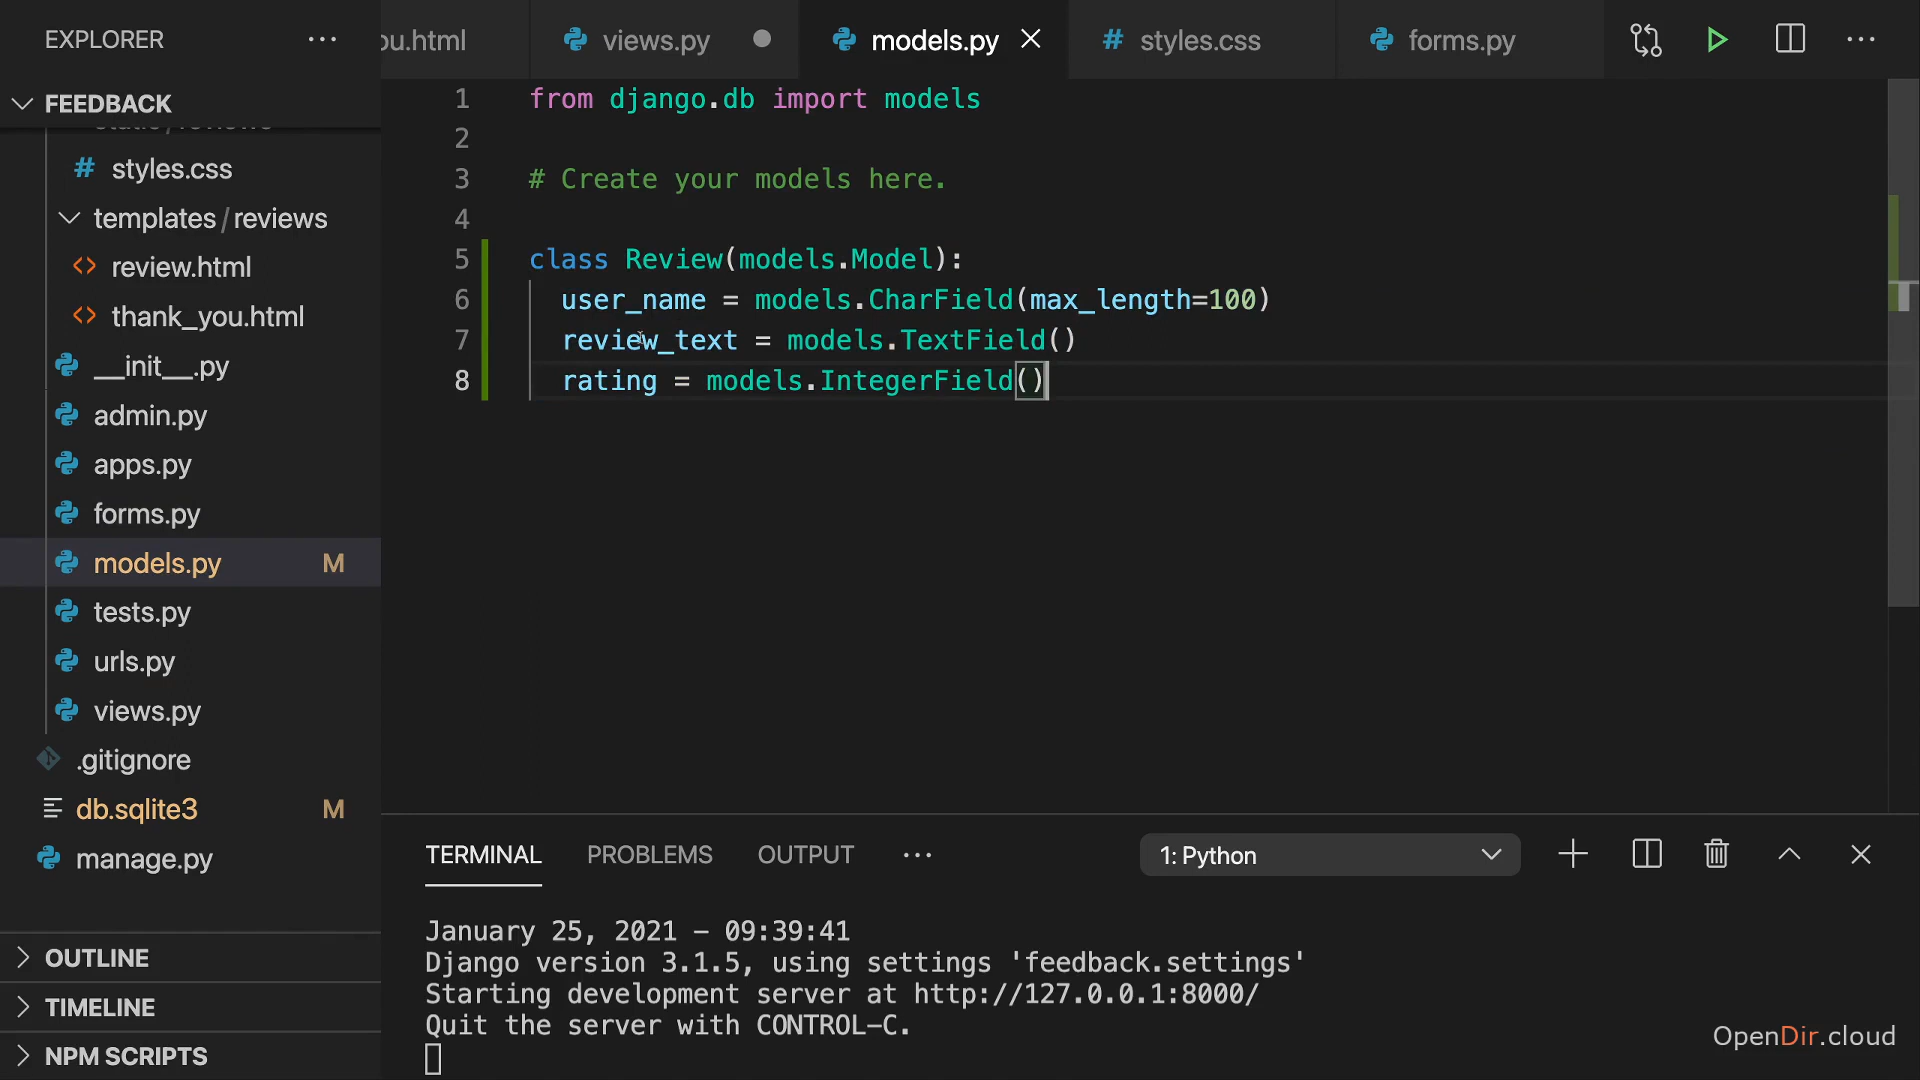 EXPLORER ...
FEEDBACK
styles.css
templates/reviews
review.html
thank_you.html
__init__.py
admin.py
apps.py
forms.py
models.py M
tests.py
urls.py
views.py
.gitignore
db.sqlite3 M
manage.py
OUTLINE
TIMELINE
NPM SCRIPTS
ou.html views.py models.py # styles.css forms.py
1 from django.db import models
2
3 # Create your models here.
4
5 class Review(models.Model):
6 user_name = models.CharField(max_length=100)
7 review_text = models.TextField()
8 rating = models.IntegerField()
TERMINAL PROBLEMS OUTPUT ... 1: Python
January 25, 2021 - 09:39:41
Django version 3.1.5, using settings 'feedback.settings'
Starting development server at http://127.0.0.1:8000/
Quit the server with CONTROL-C.
OpenDir.cloud